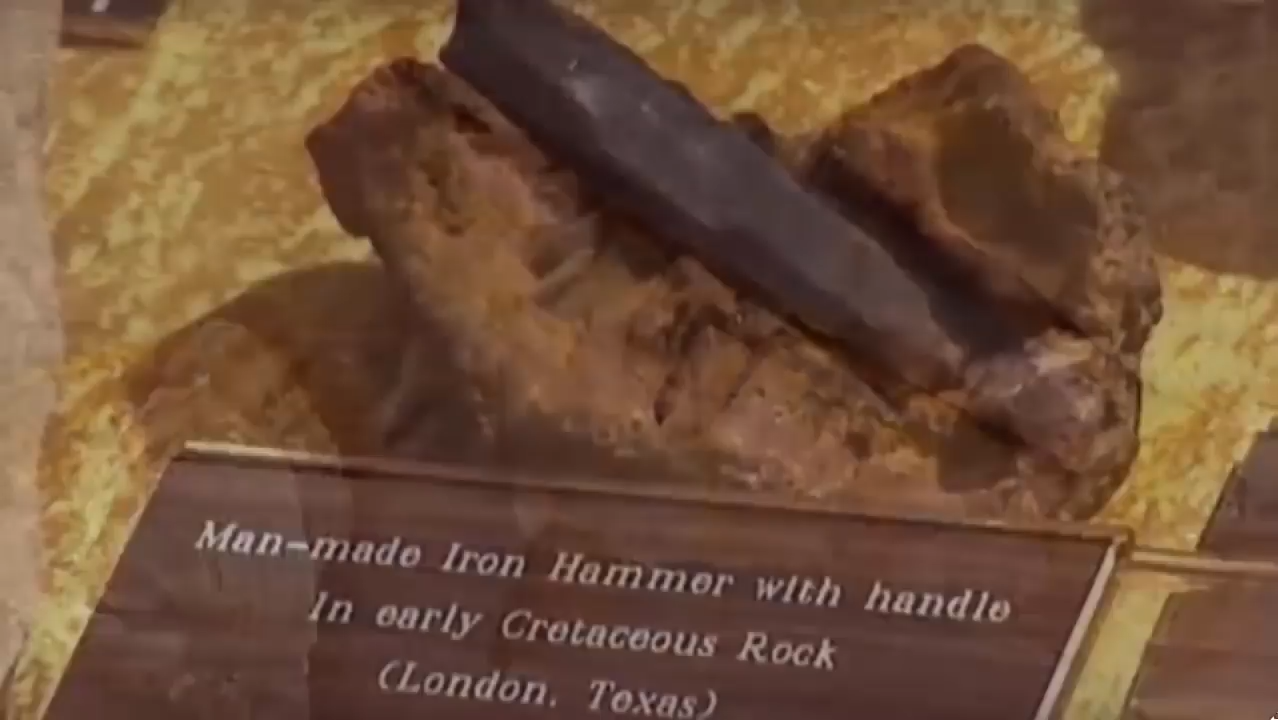 Man-made Iron Hammer with handle
In early Cretaceous Rock
(London. Texas)